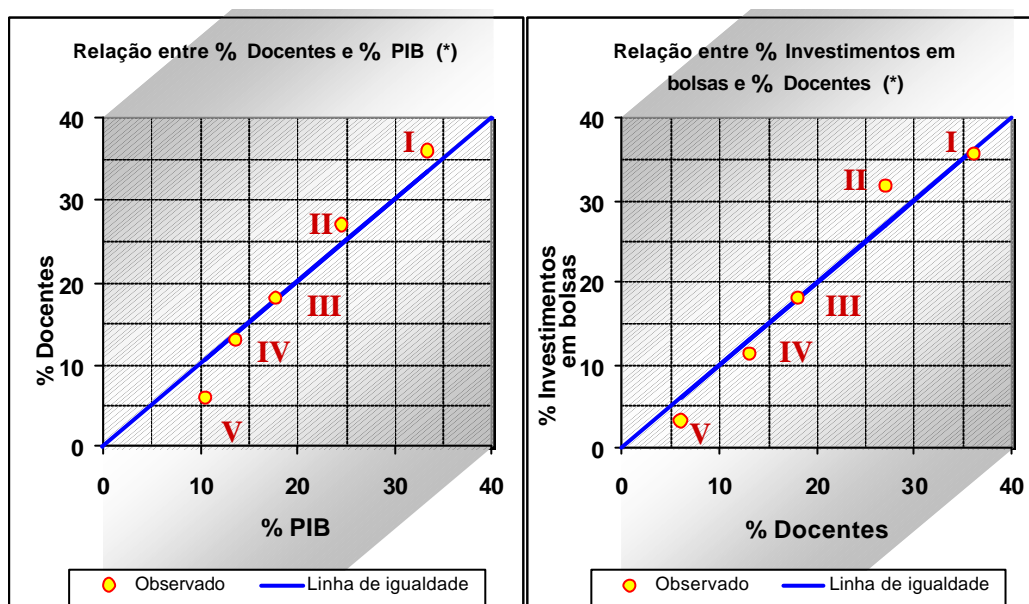 Relação entre % Docentes e % PIB (*)
40
30
20
10
0
% Docentes
I
II
III
IV
V
0 10 20 30 40
% PIB
Observado Linha de igualdade
Relação entre % Investimentos em
bolsas e % Docentes (*)
40
30
20
10
0
% Investimentos
em bolsas
I
II
III
IV
V
0 10 20 30 40
% Docentes
Observado Linha de igualdade